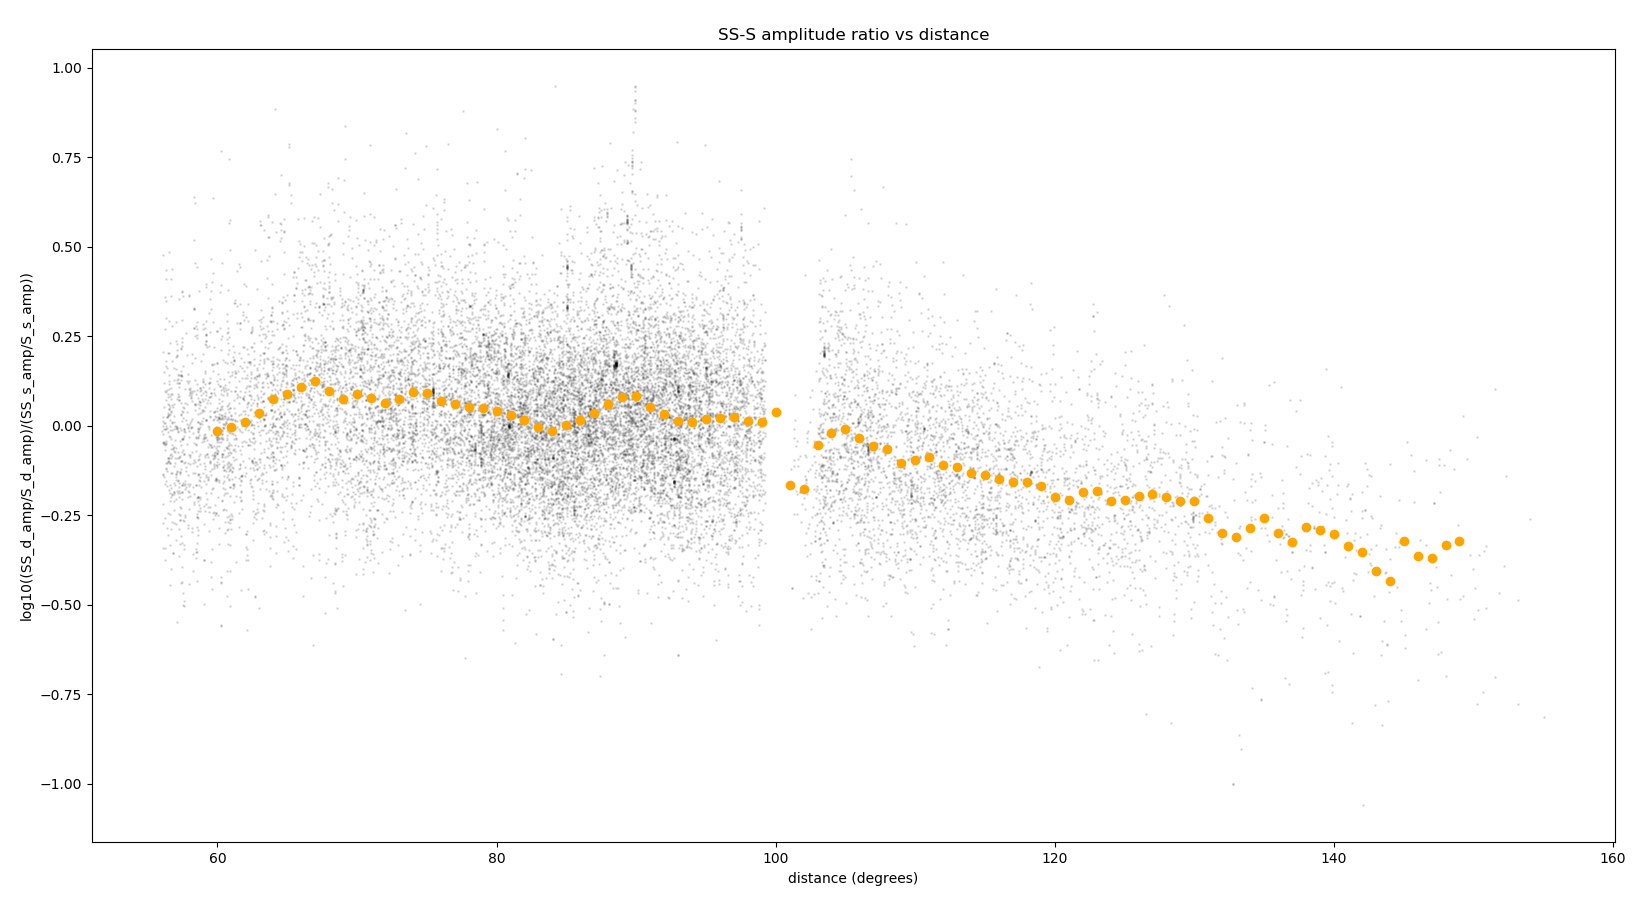 SS-S amplitude ratio vs distance
1.00
0.75
0.50
0.25
0.00
−0.25
−0.50
−0.75
−1.00
log10((SS_d_amp/S_d_amp)/(SS_s_amp/S_s_amp))
60 80 100 120 140 160
distance (degrees)